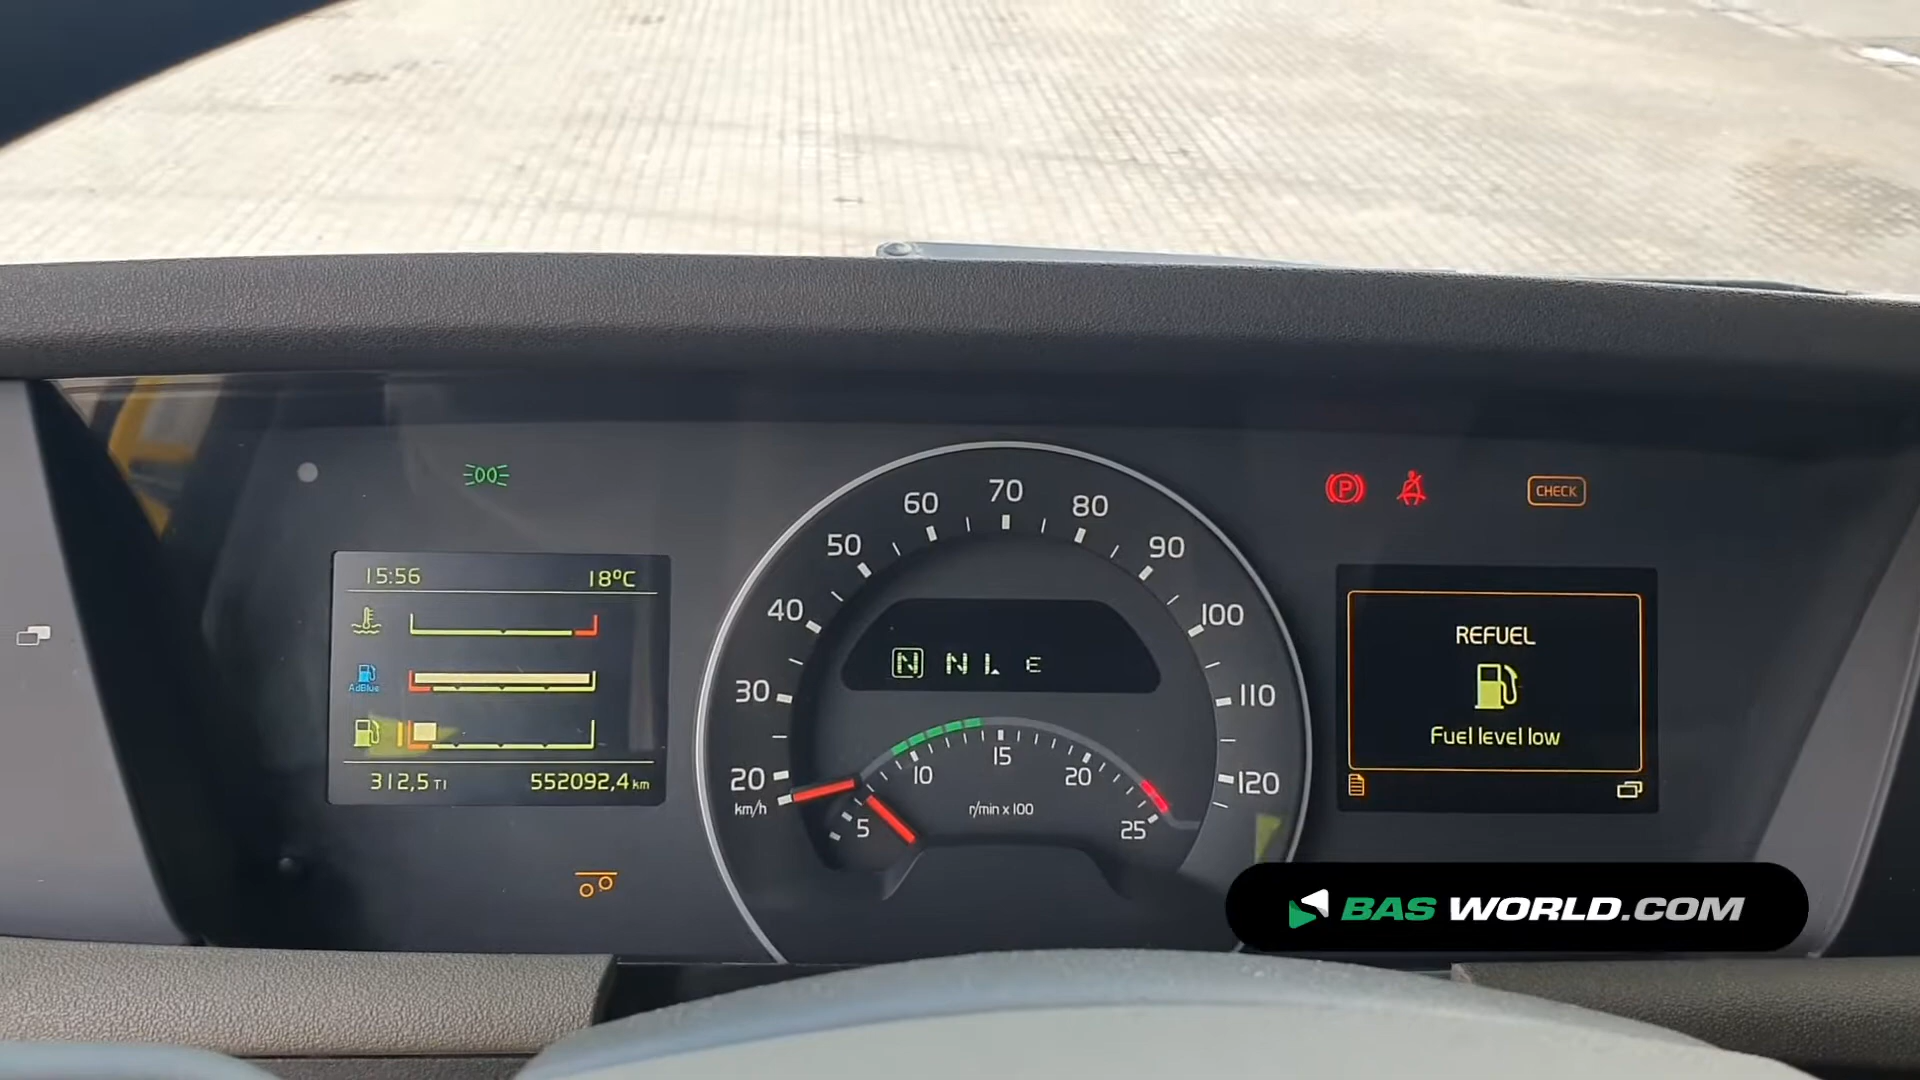 15:56 18°C
AdBlue
312,5 T1 552092,4 km
20 30 40 50 60 70 80 90 100 110 120
km/h
N N L E
5 10 15 20 25
r/min x 100
P
CHECK
REFUEL
Fuel level low
BAS WORLD.COM